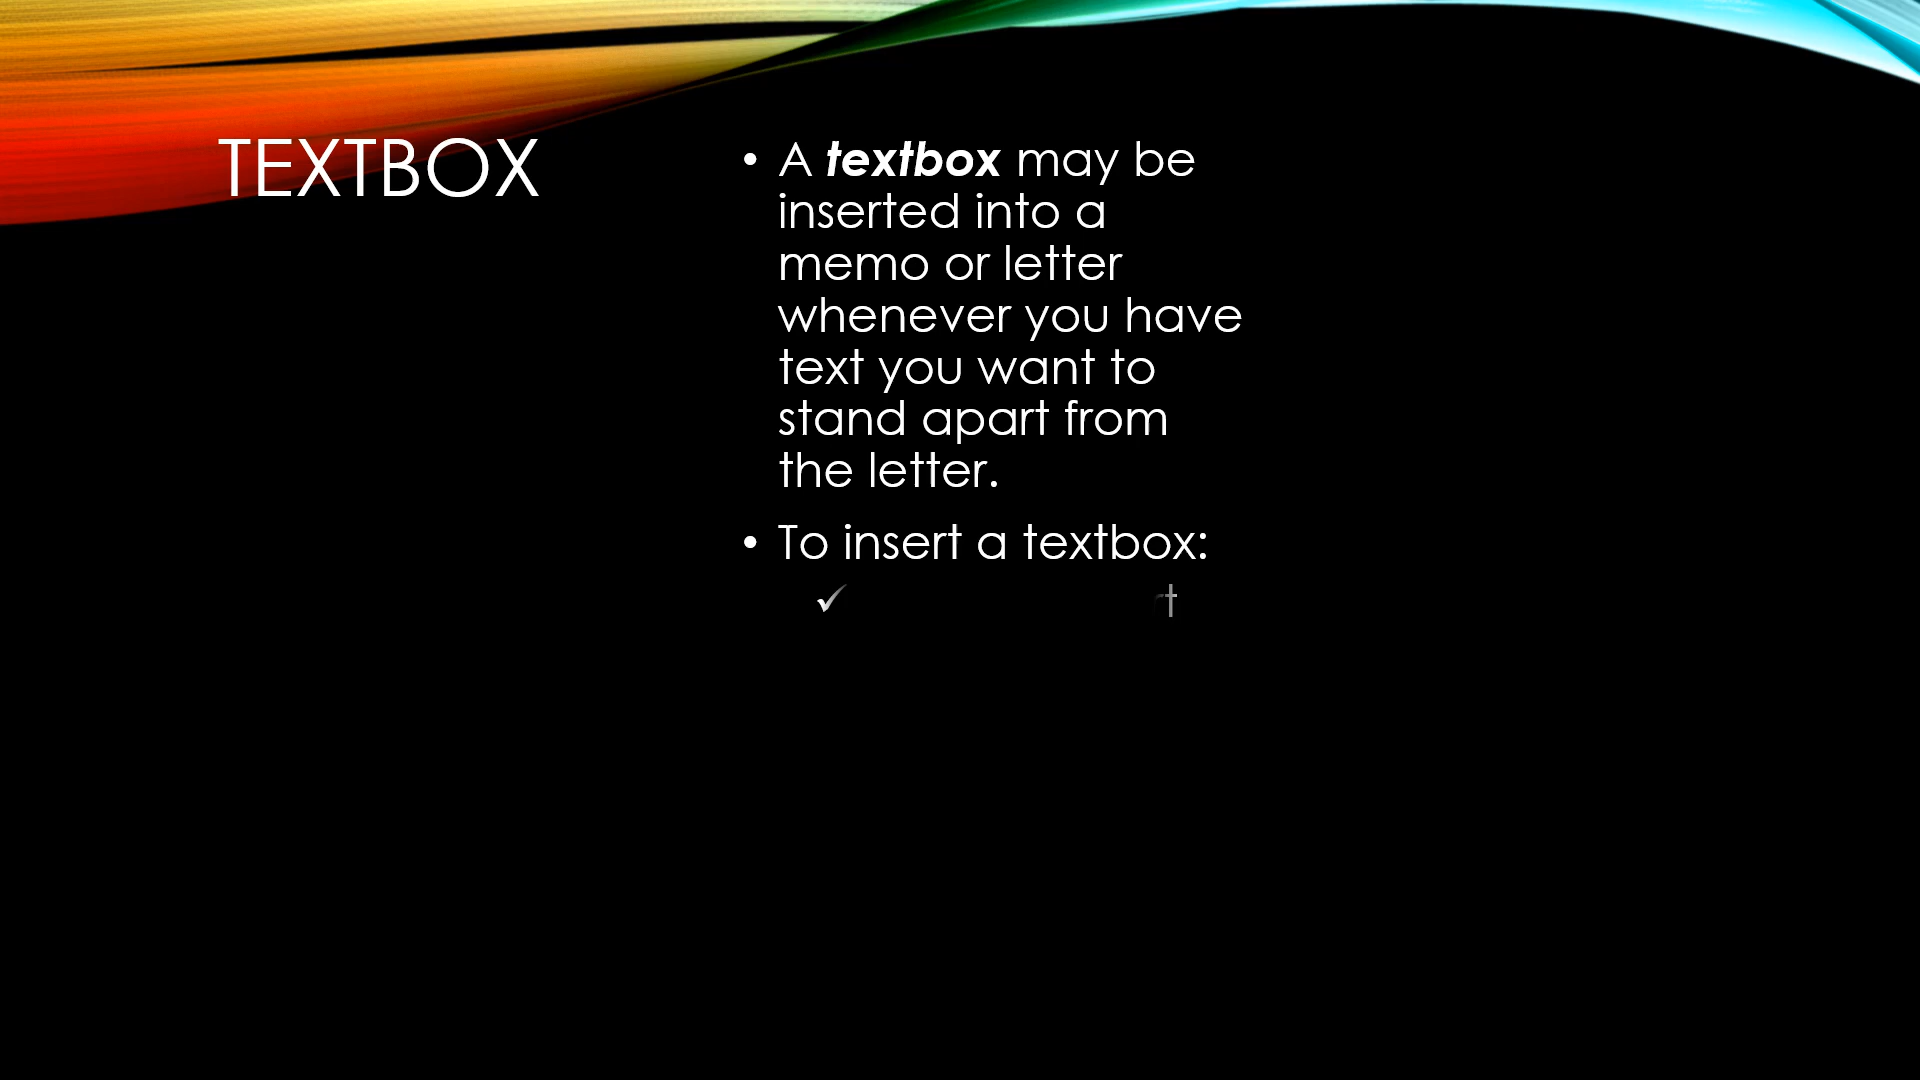 TEXTBOX
• A textbox may be
inserted into a
memo or letter
whenever you have
text you want to
stand apart from
the letter.
• To insert a textbox:
✓